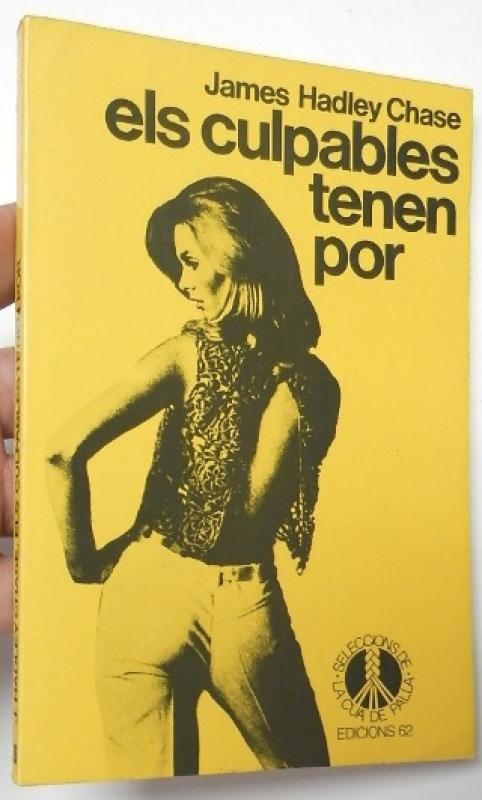 James Hadley Chase
els culpables
tenen
por
· SELECCIONS DE ·
LA CUA DE PALLA
EDICIONS 62